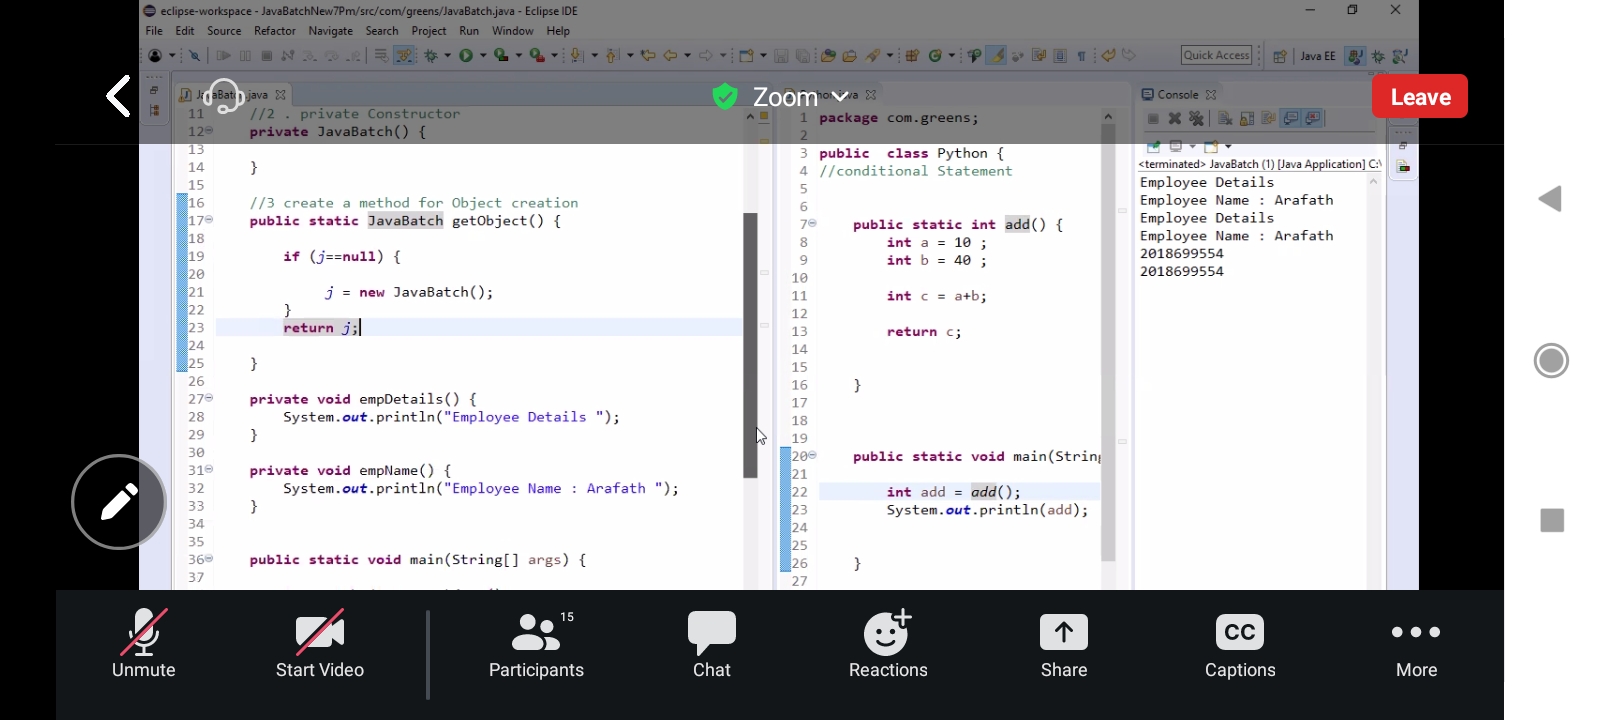 eclipse-workspace - JavaBatchNew7Pm/src/com/greens/JavaBatch.java - Eclipse IDE
File Edit Source Refactor Navigate Search Project Run Window Help
Quick Access
Java EE
Zoom
Leave
Console
11 //2 . private Constructor
12 private JavaBatch() {
13
14 }
15
16 //3 create a method for Object creation
17 public static JavaBatch getObject() {
18
19 if (j==null) {
20
21 j = new JavaBatch();
22 }
23 return j;
24
25 }
26
27 private void empDetails() {
28 System.out.println("Employee Details ");
29 }
30
31 private void empName() {
32 System.out.println("Employee Name : Arafath ");
33 }
34
35
36 public static void main(String[] args) {
37
1 package com.greens;
2
3 public class Python {
4 //conditional Statement
5
6
7 public static int add() {
8 int a = 10 ;
9 int b = 40 ;
10
11 int c = a+b;
12
13 return c;
14
15
16 }
17
18
19
20 public static void main(String
21
22 int add = add();
23 System.out.println(add);
24
25
26 }
27
<terminated> JavaBatch (1) [Java Application] C:\
Employee Details
Employee Name : Arafath
Employee Details
Employee Name : Arafath
2018699554
2018699554
Unmute
Start Video
15
Participants
Chat
Reactions
Share
CC
Captions
More